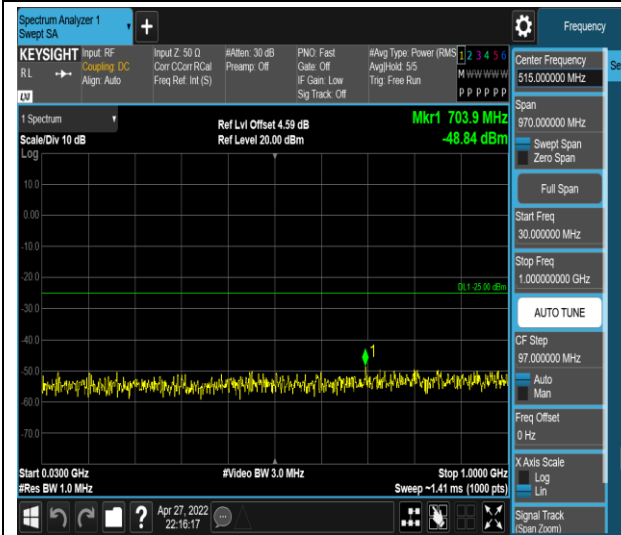 Spectrum Analyzer 1
Swept SA
+
Frequency
KEYSIGHT
RL
LXI
Input: RF
Coupling: DC
Align: Auto
Input Z: 50 Ω
Corr CCorr RCal
Freq Ref: Int (S)
#Atten: 30 dB
Preamp: Off
PNO: Fast
Gate: Off
IF Gain: Low
Sig Track: Off
#Avg Type: Power (RMS
Avg|Hold: 5/5
Trig: Free Run
1 2 3 4 5 6
M W W W W W
P P P P P P
1 Spectrum
Scale/Div 10 dB
Log
Ref Lvl Offset 4.59 dB
Ref Level 20.00 dBm
Mkr1 703.9 MHz
-48.84 dBm
10.0
0.00
-10.0
-20.0
DL1 -25.00 dBm
-30.0
-40.0
1
-50.0
-60.0
-70.0
Start 0.0300 GHz
#Res BW 1.0 MHz
#Video BW 3.0 MHz
Stop 1.0000 GHz
Sweep ~1.41 ms (1000 pts)
?
Apr 27, 2022
22:16:17
Center Frequency
515.000000 MHz
Se
Span
970.000000 MHz
Swept Span
Zero Span
Full Span
Start Freq
30.000000 MHz
Stop Freq
1.000000000 GHz
AUTO TUNE
CF Step
97.000000 MHz
Auto
Man
Freq Offset
0 Hz
X Axis Scale
Log
Lin
Signal Track
(Span Zoom)